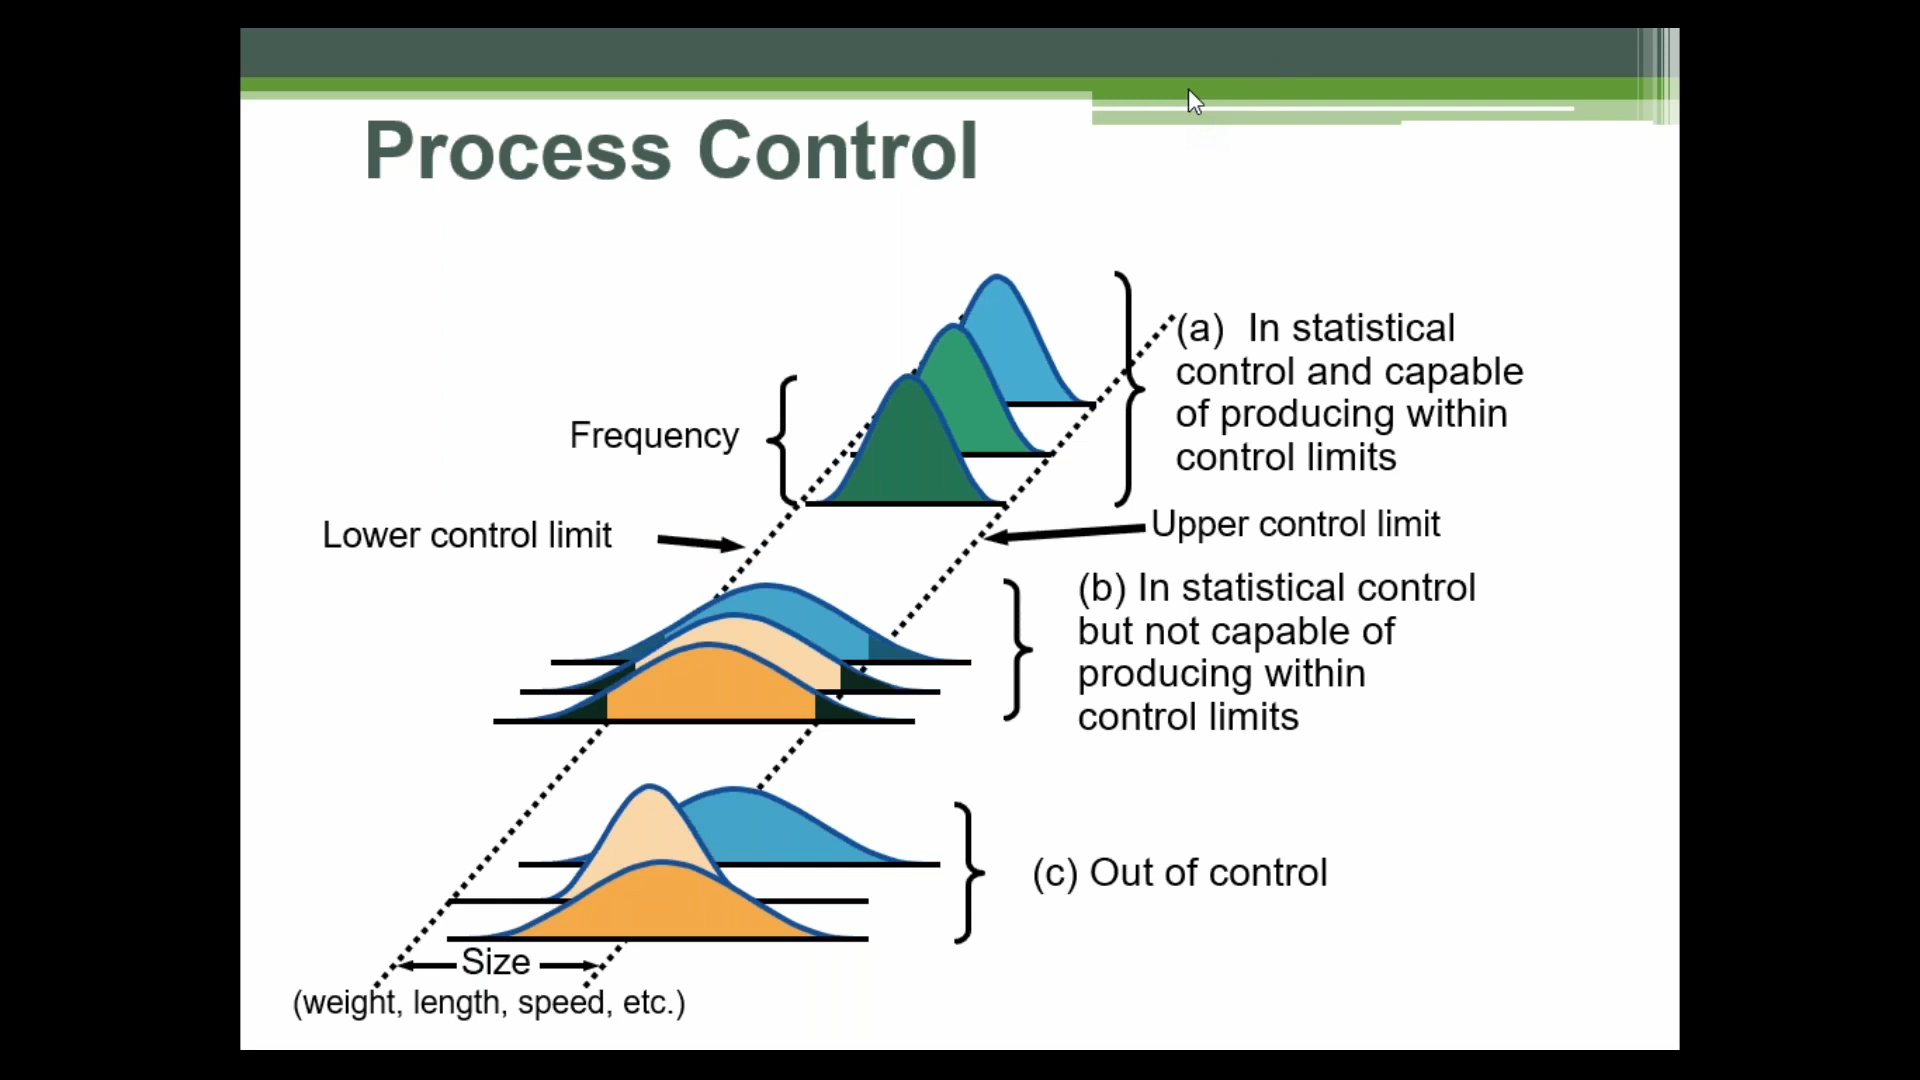 Process Control
(a) In statistical
control and capable
of producing within
control limits
Frequency
Lower control limit
Upper control limit
(b) In statistical control
but not capable of
producing within
control limits
(c) Out of control
Size
(weight, length, speed, etc.)